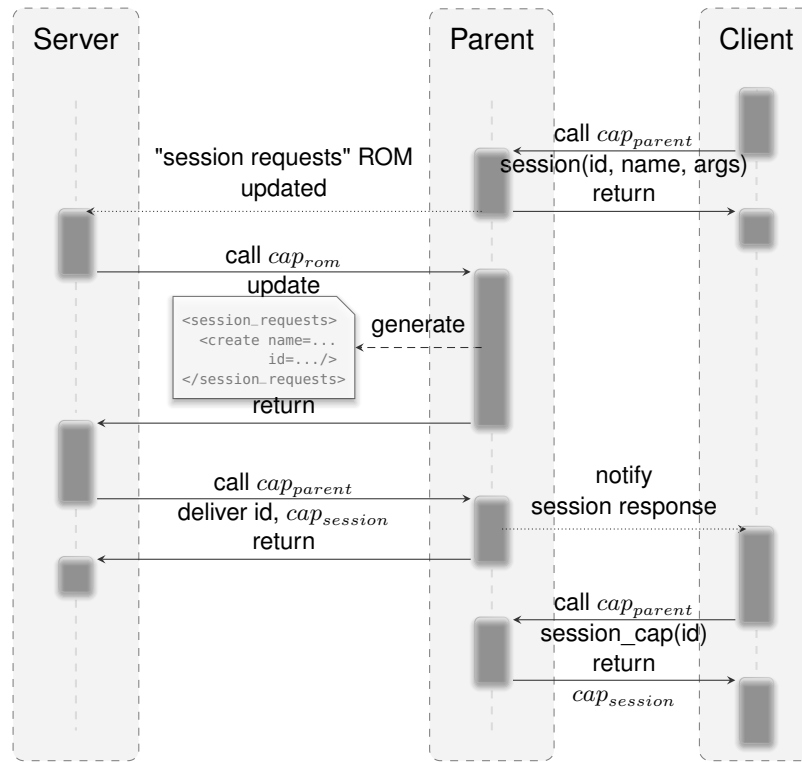 Server
Parent
Client
call cap_parent
session(id, name, args)
return
"session requests" ROM
updated
call cap_rom
update
<session_requests>
<create name=...
id=.../>
</session_requests>
generate
return
call cap_parent
deliver id, cap_session
return
notify
session response
call cap_parent
session_cap(id)
return
cap_session